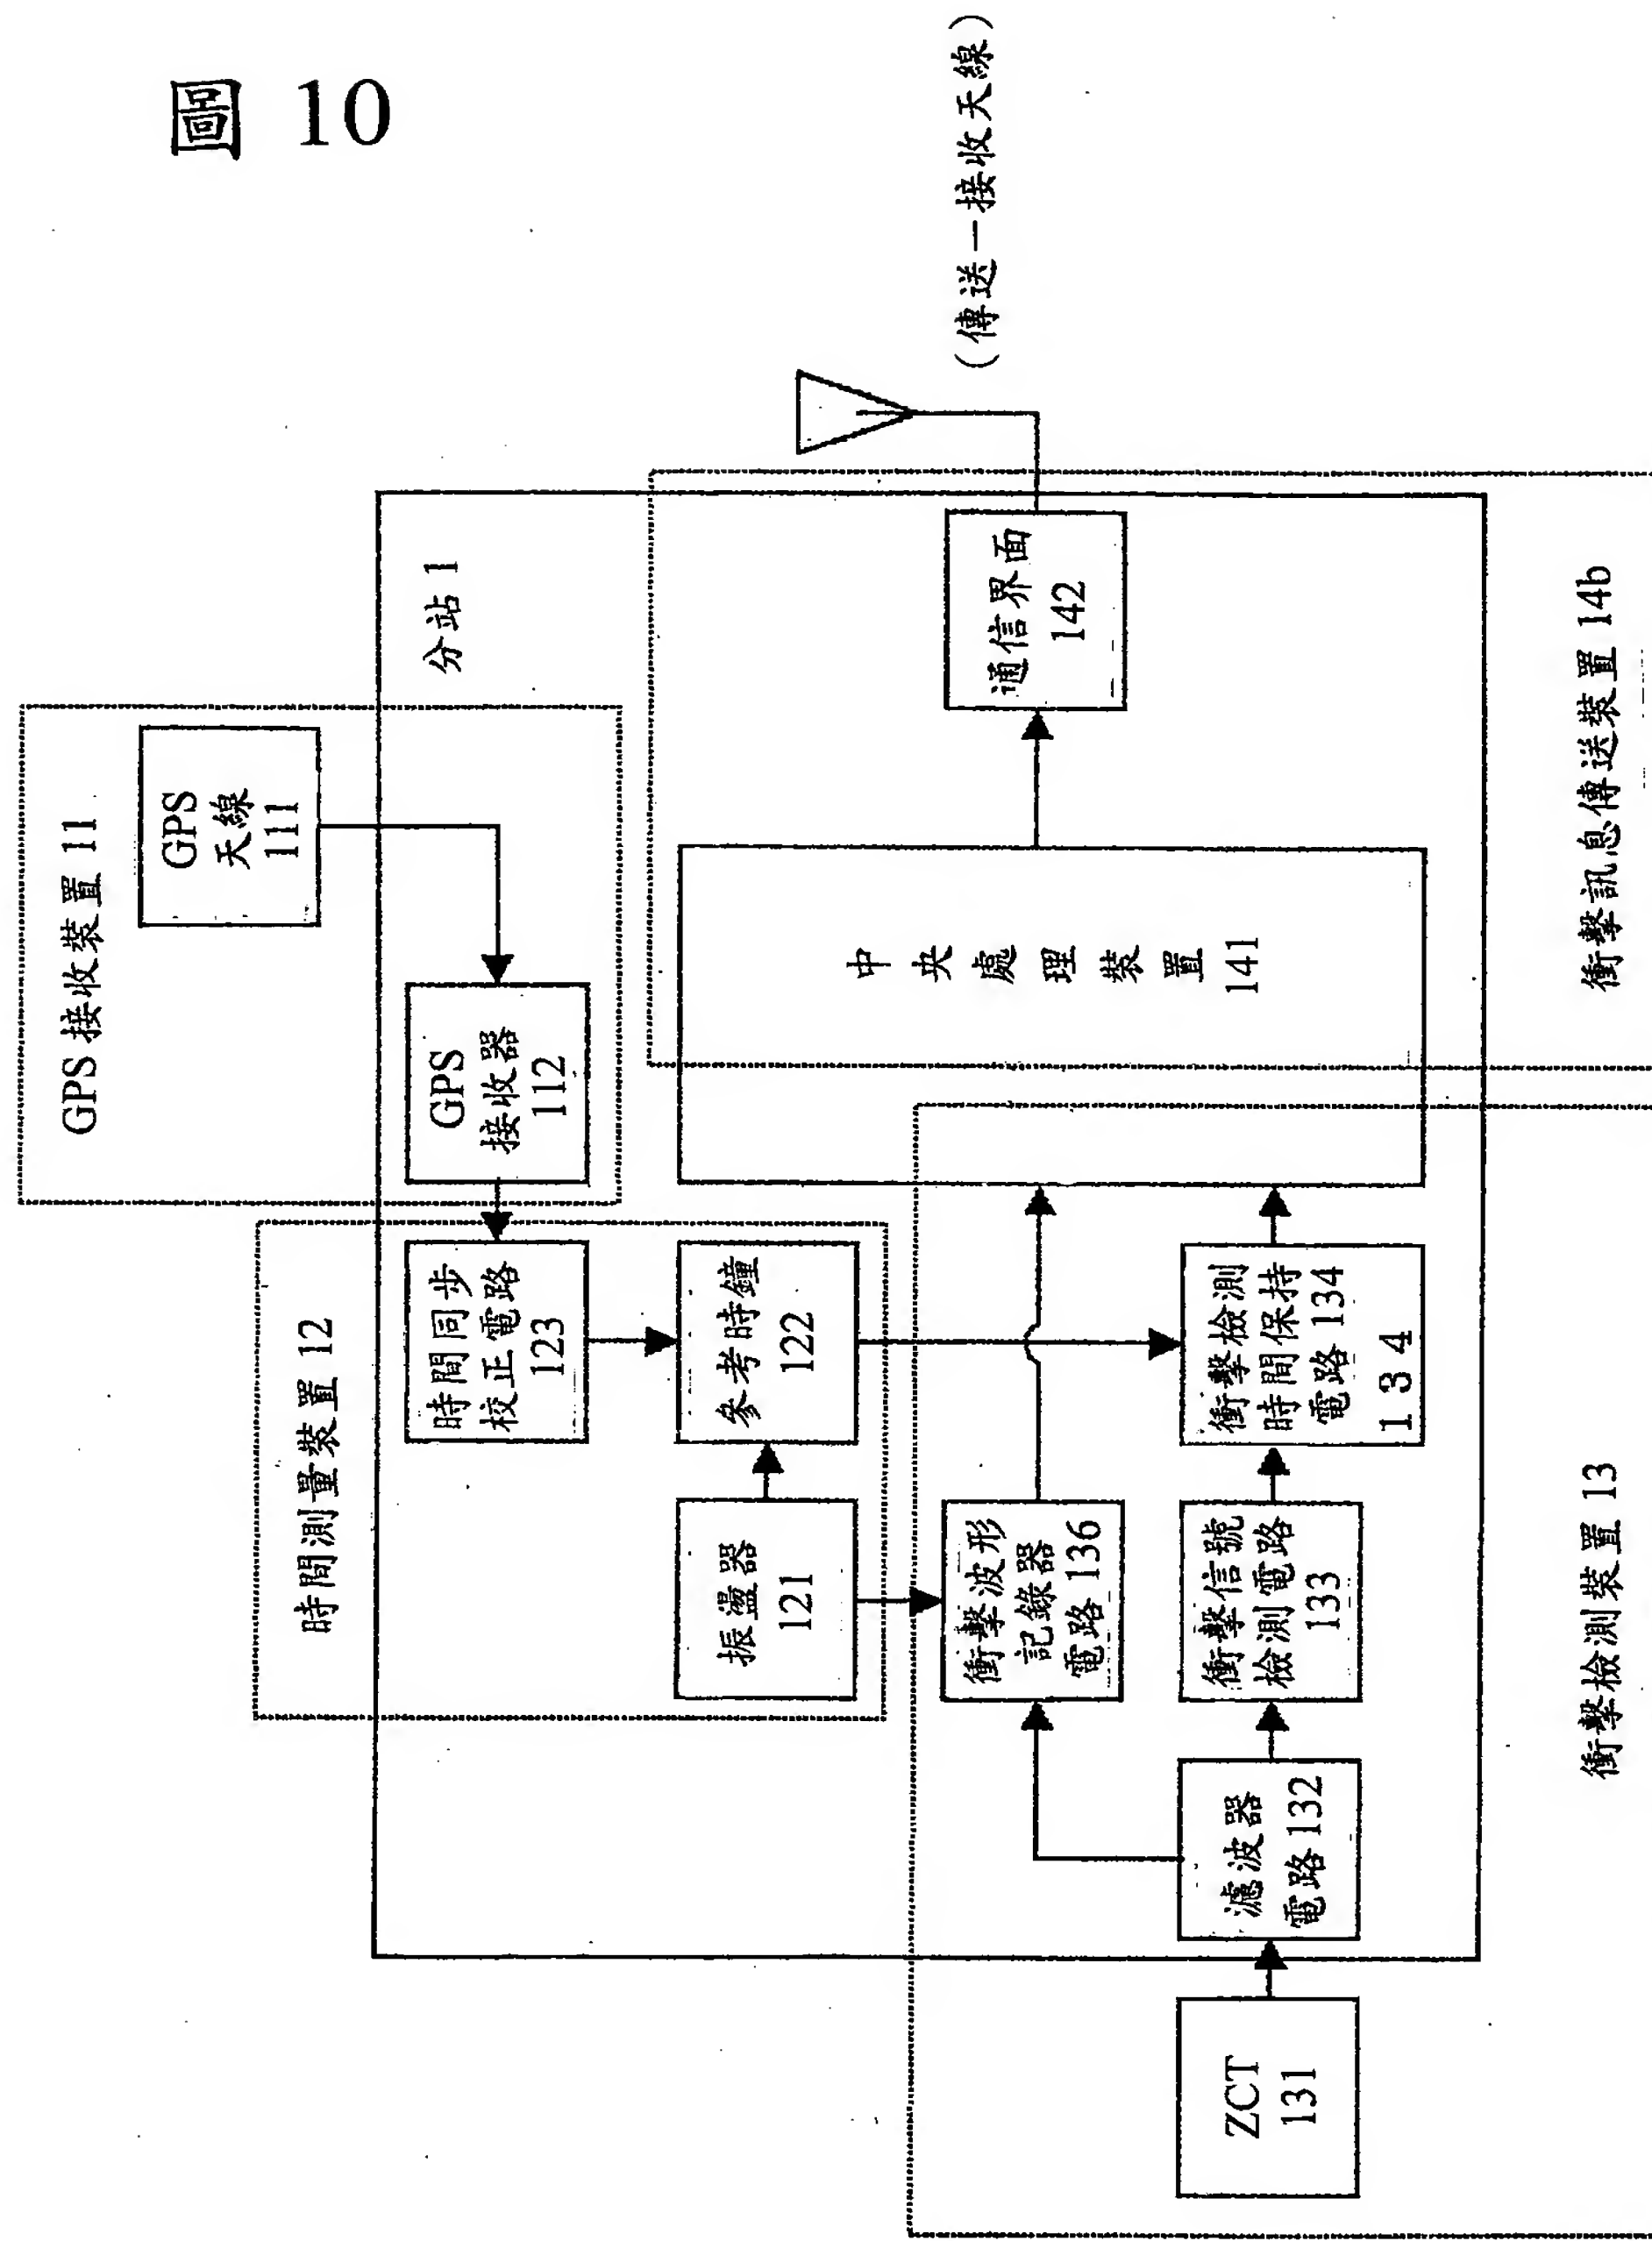 圖 10
GPS 接收裝置 11
GPS
天線
111
分站 1
GPS
接收器
112
時間測量裝置 12
時間同步
校正電路
123
參考時鐘
122
振盪器
121
(傳送－接收天線)
通信界面
142
中央處理裝置
141
衝擊訊息傳送裝置 14b
衝擊波形
記錄器
電路 136
衝擊檢測
時間保持
電路 134
134
衝擊信號
檢測電路
133
濾波器
電路 132
ZCT
131
衝擊檢測裝置 13